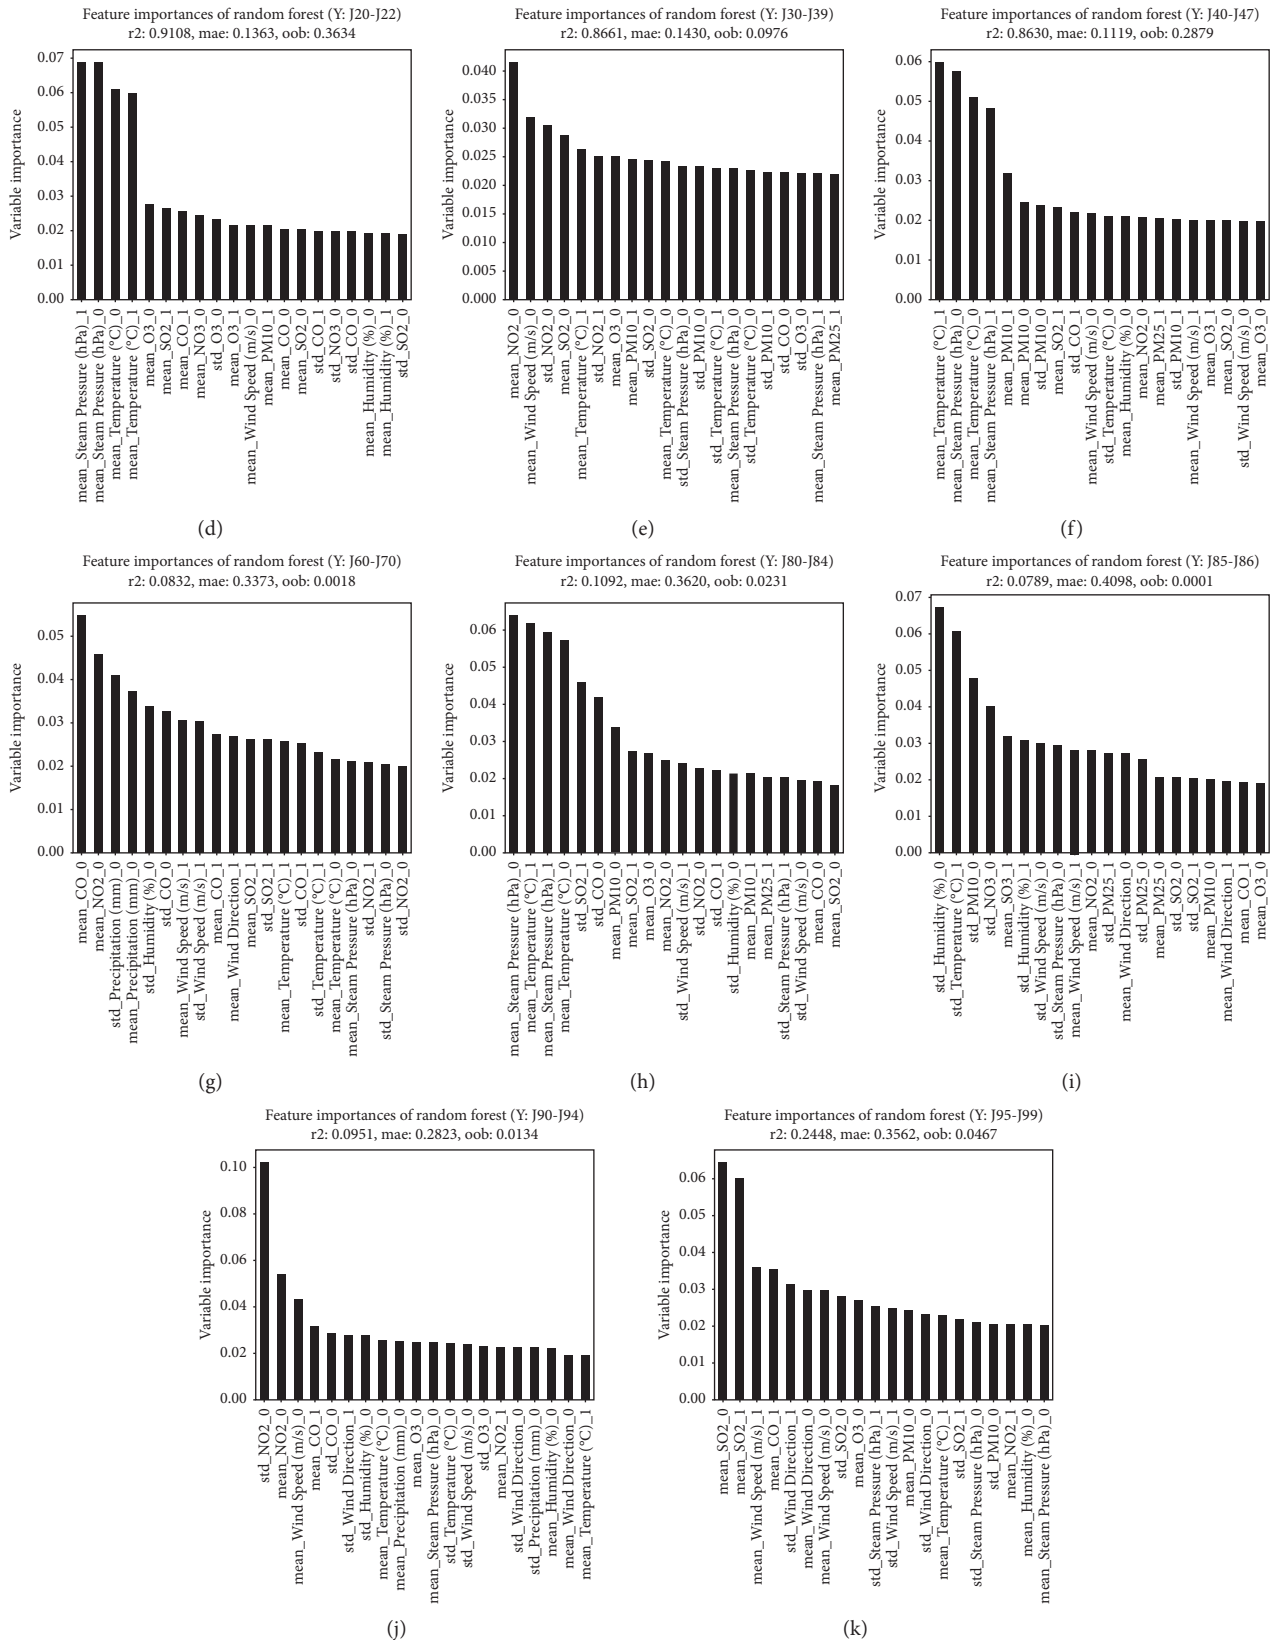 Feature importances of random forest (Y: J20-J22)
r2: 0.9108, mae: 0.1363, oob: 0.3634
Variable importance
0.07
0.06
0.05
0.04
0.03
0.02
0.01
0.00
mean_Steam Pressure (hPa)_1
mean_Steam Pressure (hPa)_0
mean_Temperature (°C)_0
mean_Temperature (°C)_1
mean_O3_0
mean_SO2_1
mean_CO_1
mean_NO3_0
std_O3_0
mean_O3_1
mean_Wind Speed (m/s)_0
mean_PM10_1
mean_CO_0
mean_SO2_0
std_CO_1
std_NO3_0
std_CO_0
mean_Humidity (%)_0
mean_Humidity (%)_1
std_SO2_0
(d)
Feature importances of random forest (Y: J30-J39)
r2: 0.8661, mae: 0.1430, oob: 0.0976
Variable importance
0.040
0.035
0.030
0.025
0.020
0.015
0.010
0.005
0.000
mean_NO2_0
mean_Wind Speed (m/s)_0
std_NO2_0
mean_SO2_0
mean_Temperature (°C)_1
std_NO2_1
mean_O3_0
mean_PM10_1
std_SO2_0
mean_Temperature (°C)_0
std_Steam Pressure (hPa)_0
std_PM10_0
std_Temperature (°C)_1
mean_Steam Pressure (hPa)_0
std_Temperature (°C)_0
std_PM10_1
std_CO_0
std_O3_0
mean_Steam Pressure (hPa)_1
mean_PM25_1
(e)
Feature importances of random forest (Y: J40-J47)
r2: 0.8630, mae: 0.1119, oob: 0.2879
Variable importance
0.06
0.05
0.04
0.03
0.02
0.01
0.00
mean_Temperature (°C)_1
mean_Steam Pressure (hPa)_0
mean_Temperature (°C)_0
mean_Steam Pressure (hPa)_1
mean_PM10_1
mean_PM10_0
std_PM10_0
mean_SO2_1
std_CO_1
mean_Wind Speed (m/s)_0
std_Temperature (°C)_0
mean_Humidity (%)_0
mean_NO2_0
mean_PM25_1
std_PM10_1
mean_Wind Speed (m/s)_1
mean_O3_1
mean_SO2_0
std_Wind Speed (m/s)_0
mean_O3_0
(f)
Feature importances of random forest (Y: J60-J70)
r2: 0.0832, mae: 0.3373, oob: 0.0018
Variable importance
0.05
0.04
0.03
0.02
0.01
0.00
mean_CO_0
mean_NO2_0
std_Precipitation (mm)_0
mean_Precipitation (mm)_0
std_Humidity (%)_0
std_CO_0
mean_Wind Speed (m/s)_1
std_Wind Speed (m/s)_1
mean_CO_1
mean_Wind Direction_1
mean_SO2_1
std_SO2_1
mean_Temperature (°C)_1
std_CO_1
std_Temperature (°C)_1
mean_Temperature (°C)_0
mean_Steam Pressure (hPa)_0
std_NO2_1
std_Steam Pressure (hPa)_0
std_NO2_0
(g)
Feature importances of random forest (Y: J80-J84)
r2: 0.1092, mae: 0.3620, oob: 0.0231
Variable importance
0.06
0.05
0.04
0.03
0.02
0.01
0.00
mean_Steam Pressure (hPa)_0
mean_Temperature (°C)_1
mean_Steam Pressure (hPa)_1
mean_Temperature (°C)_0
std_SO2_1
std_CO_0
mean_PM10_0
mean_SO2_1
mean_O3_0
mean_NO2_0
std_Wind Speed (m/s)_1
std_NO2_0
std_CO_1
std_Humidity (%)_0
mean_PM10_1
mean_PM25_1
std_Steam Pressure (hPa)_1
std_Wind Speed (m/s)_0
mean_CO_0
mean_SO2_0
(h)
Feature importances of random forest (Y: J85-J86)
r2: 0.0789, mae: 0.4098, oob: 0.0001
Variable importance
0.07
0.06
0.05
0.04
0.03
0.02
0.01
0.00
std_Humidity (%)_0
std_Temperature (°C)_1
std_PM10_0
std_NO3_0
mean_SO3_1
std_Humidity (%)_1
std_Wind Speed (m/s)_0
std_Steam Pressure (hPa)_0
mean_Wind Speed (m/s)_1
mean_NO2_0
std_PM25_1
mean_Wind Direction_0
std_PM25_0
mean_PM25_0
std_SO2_0
std_SO2_1
mean_PM10_0
mean_Wind Direction_1
mean_CO_1
mean_O3_0
(i)
Feature importances of random forest (Y: J90-J94)
r2: 0.0951, mae: 0.2823, oob: 0.0134
Variable importance
0.10
0.08
0.06
0.04
0.02
0.00
std_NO2_0
mean_NO2_0
mean_Wind Speed (m/s)_0
mean_CO_1
std_CO_0
std_Wind Direction_1
std_Humidity (%)_0
mean_Temperature (°C)_0
mean_Precipitation (mm)_0
mean_O3_0
mean_Steam Pressure (hPa)_0
std_Temperature (°C)_0
std_Wind Speed (m/s)_0
std_O3_0
mean_NO2_1
std_Wind Direction_0
std_Precipitation (mm)_0
mean_Humidity (%)_0
mean_Wind Direction_0
mean_Temperature (°C)_1
(j)
Feature importances of random forest (Y: J95-J99)
r2: 0.2448, mae: 0.3562, oob: 0.0467
Variable importance
0.06
0.05
0.04
0.03
0.02
0.01
0.00
mean_SO2_0
mean_SO2_1
mean_Wind Speed (m/s)_1
mean_CO_1
std_Wind Direction_1
mean_Wind Direction_0
mean_Wind Speed (m/s)_0
std_SO2_0
mean_O3_0
std_Steam Pressure (hPa)_1
std_Wind Speed (m/s)_1
mean_PM10_0
std_Wind Direction_0
mean_Temperature (°C)_1
std_SO2_1
std_Steam Pressure (hPa)_0
std_PM10_0
mean_NO2_1
mean_Humidity (%)_0
mean_Steam Pressure (hPa)_0
(k)